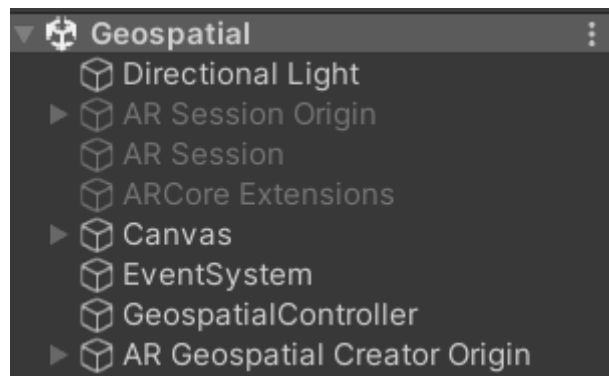 Geospatial
Directional Light
AR Session Origin
AR Session
ARCore Extensions
Canvas
EventSystem
GeospatialController
AR Geospatial Creator Origin